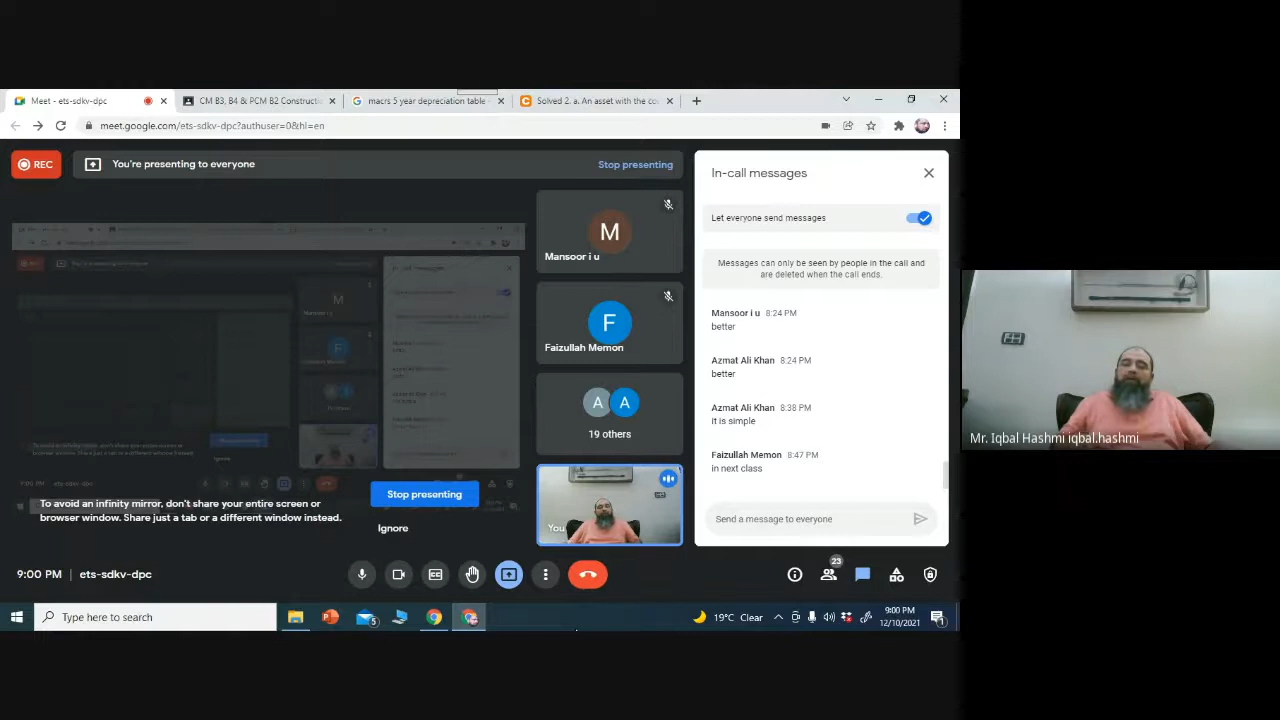 Meet - ets-sdkv-dpc
CM B3, B4 & PCM B2 Constructi
macrs 5 year depreciation table -
Solved 2. a. An asset with the co
meet.google.com/ets-sdkv-dpc?authuser=0&hl=en
REC
You're presenting to everyone
Stop presenting
M
Mansoor i u
F
Faizullah Memon
A A
19 others
You
To avoid an infinity mirror, don't share your entire screen or
browser window. Share just a tab or a different window instead.
Stop presenting
Ignore
In-call messages
Let everyone send messages
Messages can only be seen by people in the call and
are deleted when the call ends.
Mansoor i u 8:24 PM
better
Azmat Ali Khan 8:24 PM
better
Azmat Ali Khan 8:38 PM
it is simple
Faizullah Memon 8:47 PM
in next class
Send a message to everyone
9:00 PM | ets-sdkv-dpc
23
Type here to search
5
19°C Clear
9:00 PM
12/10/2021
1
Mr. Iqbal Hashmi iqbal.hashmi